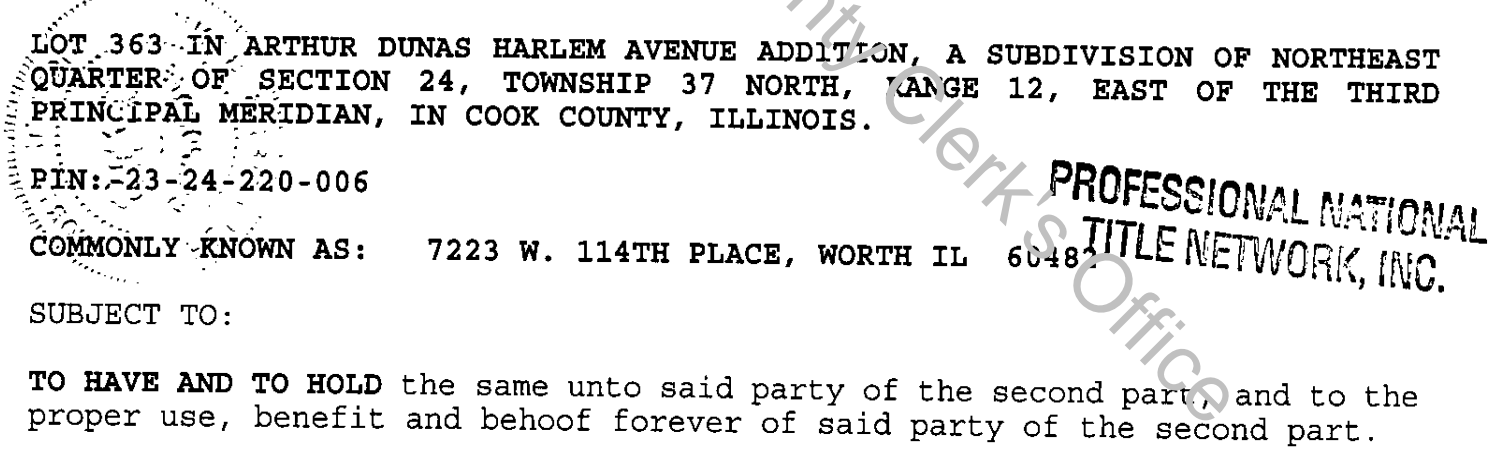 LOT 363 IN ARTHUR DUNAS HARLEM AVENUE ADDITION, A SUBDIVISION OF NORTHEAST
QUARTER OF SECTION 24, TOWNSHIP 37 NORTH, RANGE 12, EAST OF THE THIRD
PRINCIPAL MERIDIAN, IN COOK COUNTY, ILLINOIS.
PIN: 23-24-220-006
PROFESSIONAL NATIONAL
TITLE NETWORK, INC.
COMMONLY KNOWN AS: 7223 W. 114TH PLACE, WORTH IL 60482
SUBJECT TO:
TO HAVE AND TO HOLD the same unto said party of the second part, and to the
proper use, benefit and behoof forever of said party of the second part.
Clerk's Office